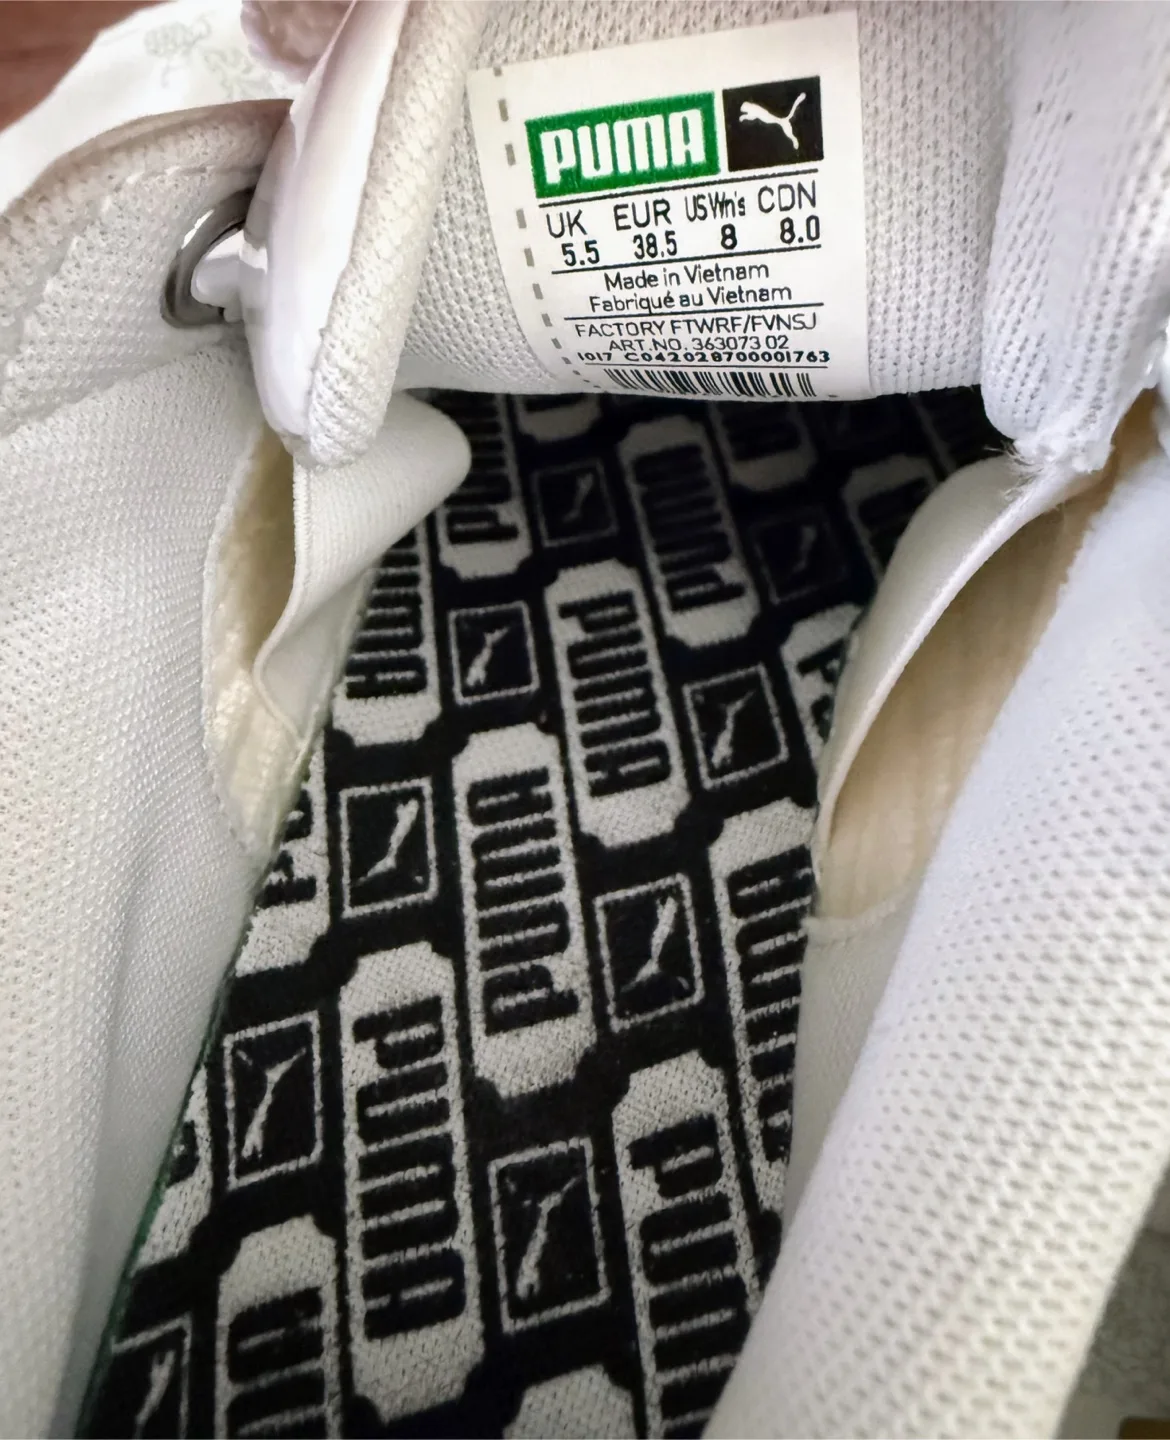 PUMA
UK EUR US Wn's CDN
5.5 38.5 8 8.0
Made in Vietnam
Fabriqué au Vietnam
FACTORY FTWRF/FVNSJ
ART.NO. 363073 02
1017 C042028700001763
PUMA
PUMA
PUMA
PUMA
PUMA
PUMA